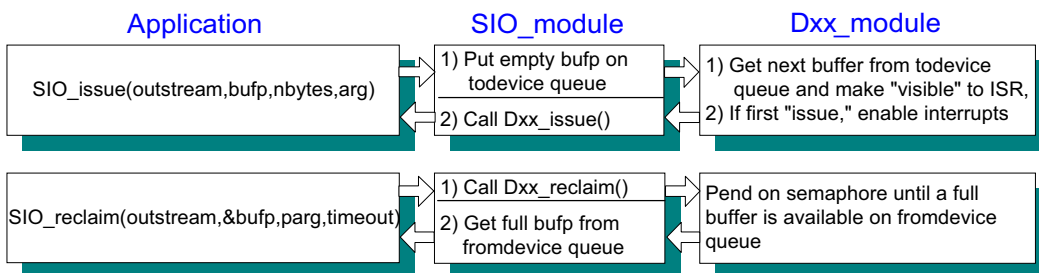 Application
SIO_module
Dxx_module
SIO_issue(outstream,bufp,nbytes,arg)
1) Put empty bufp on
todevice queue
2) Call Dxx_issue()
1) Get next buffer from todevice
queue and make "visible" to ISR,
2) If first "issue," enable interrupts
SIO_reclaim(outstream,&bufp,parg,timeout)
1) Call Dxx_reclaim()
2) Get full bufp from
fromdevice queue
Pend on semaphore until a full
buffer is available on fromdevice
queue